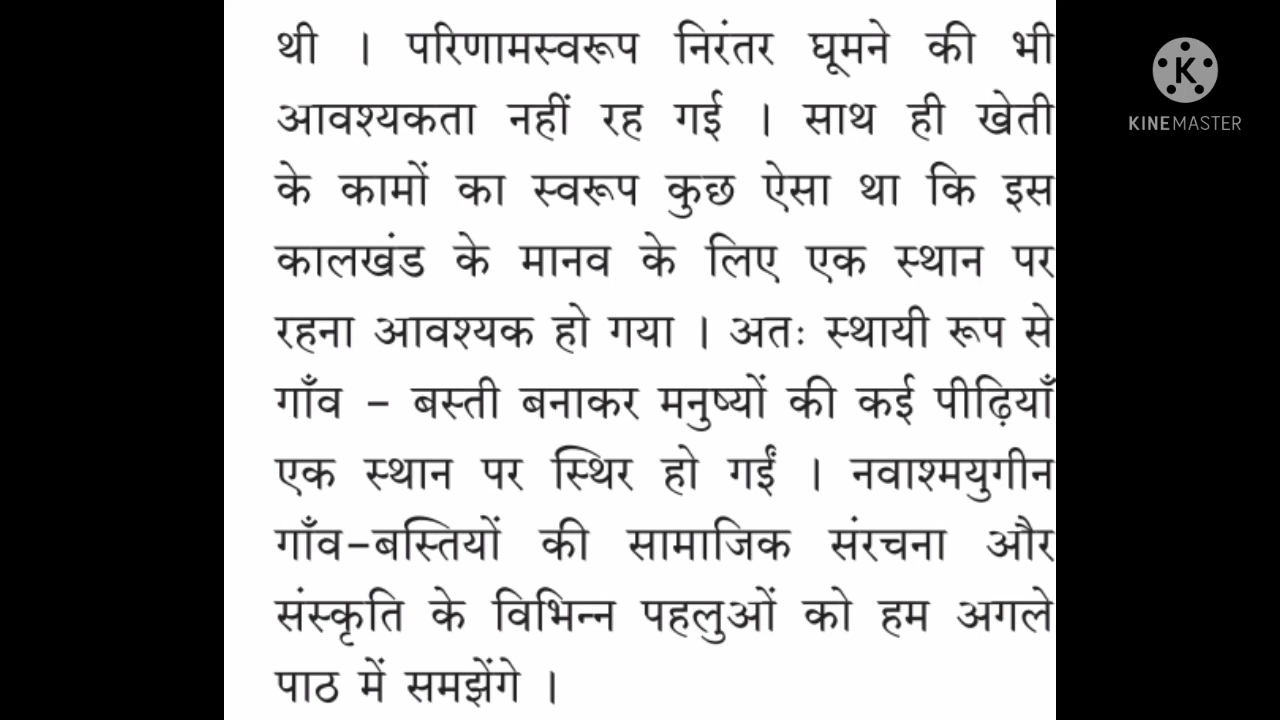 थी । परिणामस्वरूप निरंतर घूमने की भी
आवश्यकता नहीं रह गई । साथ ही खेती
के कामों का स्वरूप कुछ ऐसा था कि इस
कालखंड के मानव के लिए एक स्थान पर
रहना आवश्यक हो गया । अतः स्थायी रूप से
गाँव - बस्ती बनाकर मनुष्यों की कई पीढ़ियाँ
एक स्थान पर स्थिर हो गईं । नवाश्मयुगीन
गाँव-बस्तियों की सामाजिक संरचना और
संस्कृति के विभिन्न पहलुओं को हम अगले
पाठ में समझेंगे ।
K
KINEMASTER